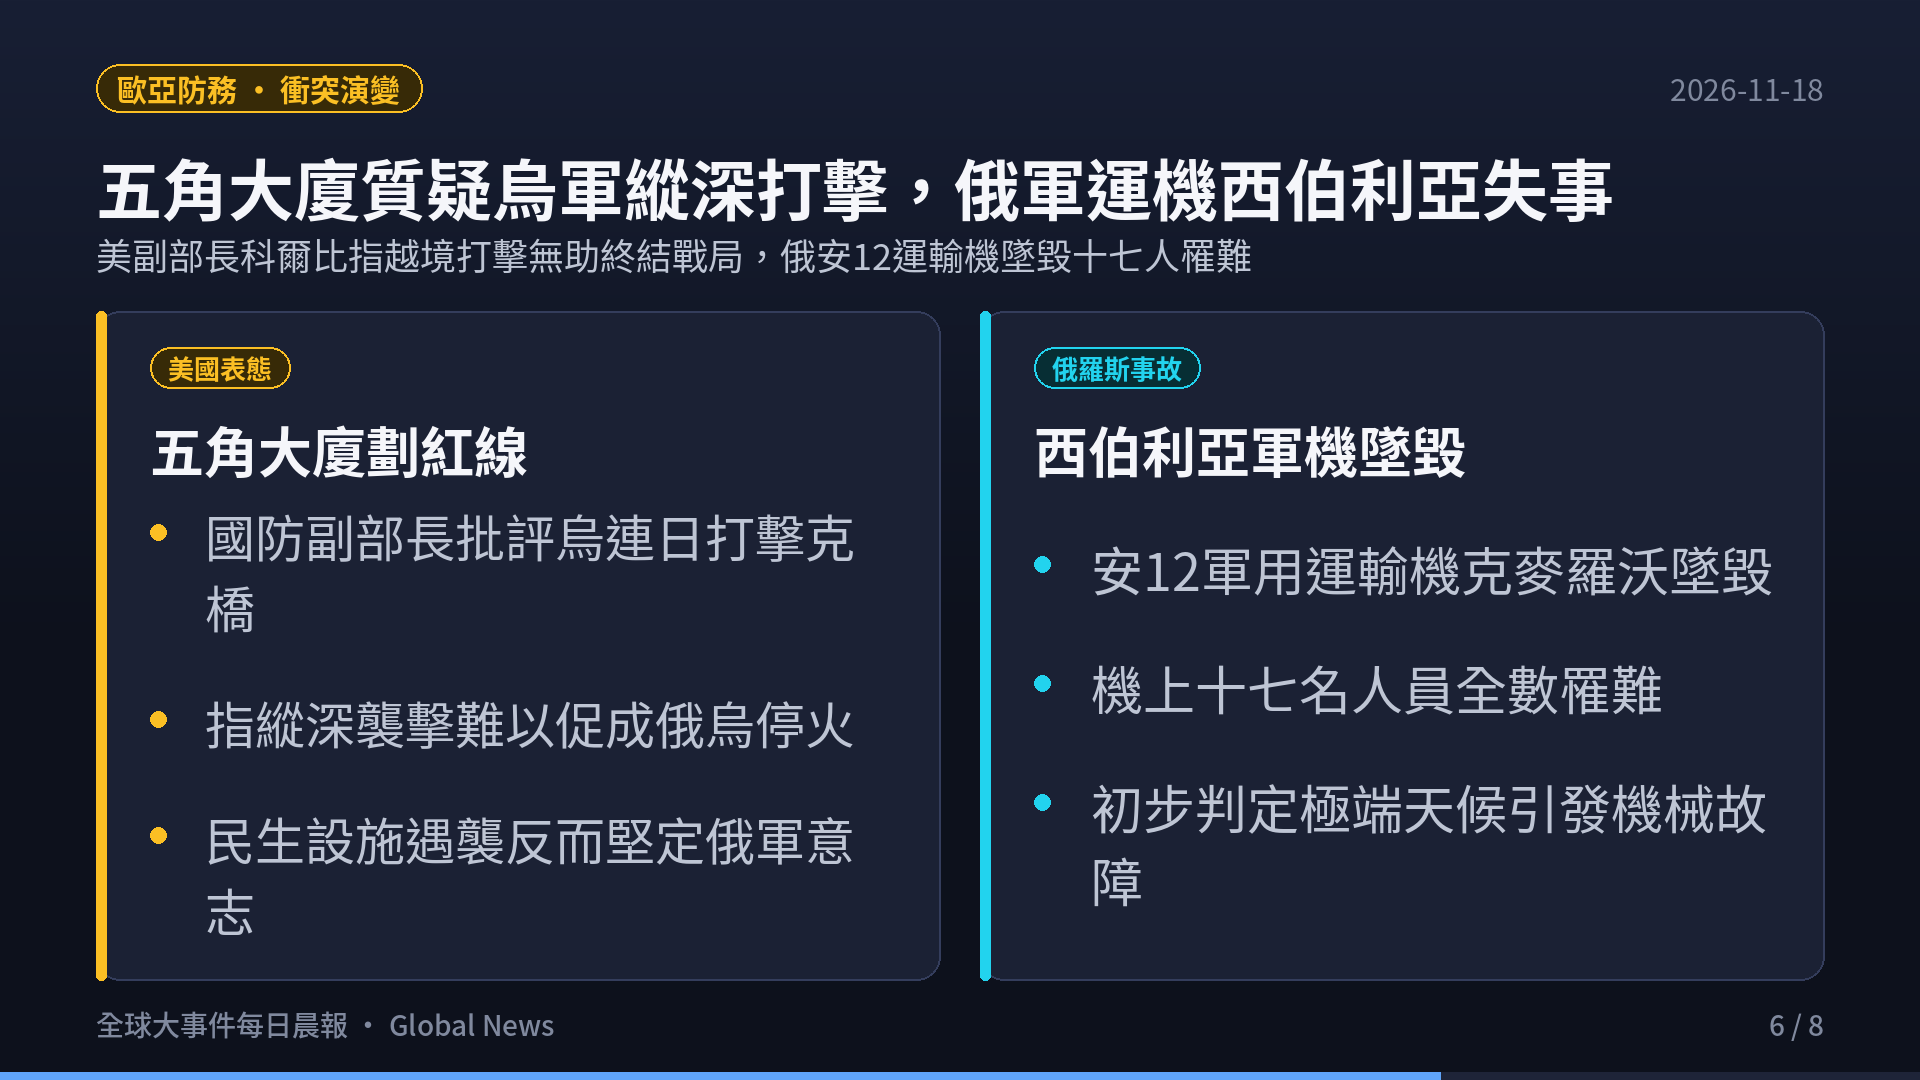 歐亞防務 · 衝突演變
2026-11-18
五角大廈質疑烏軍縱深打擊，俄軍運機西伯利亞失事
美副部長科爾比指越境打擊無助終結戰局，俄安12運輸機墜毀十七人罹難
美國表態
五角大廈劃紅線
國防副部長批評烏連日打擊克
橋
指縱深襲擊難以促成俄烏停火
民生設施遇襲反而堅定俄軍意
志
俄羅斯事故
西伯利亞軍機墜毀
安12軍用運輸機克麥羅沃墜毀
機上十七名人員全數罹難
初步判定極端天候引發機械故
障
全球大事件每日晨報 · Global News
6 / 8